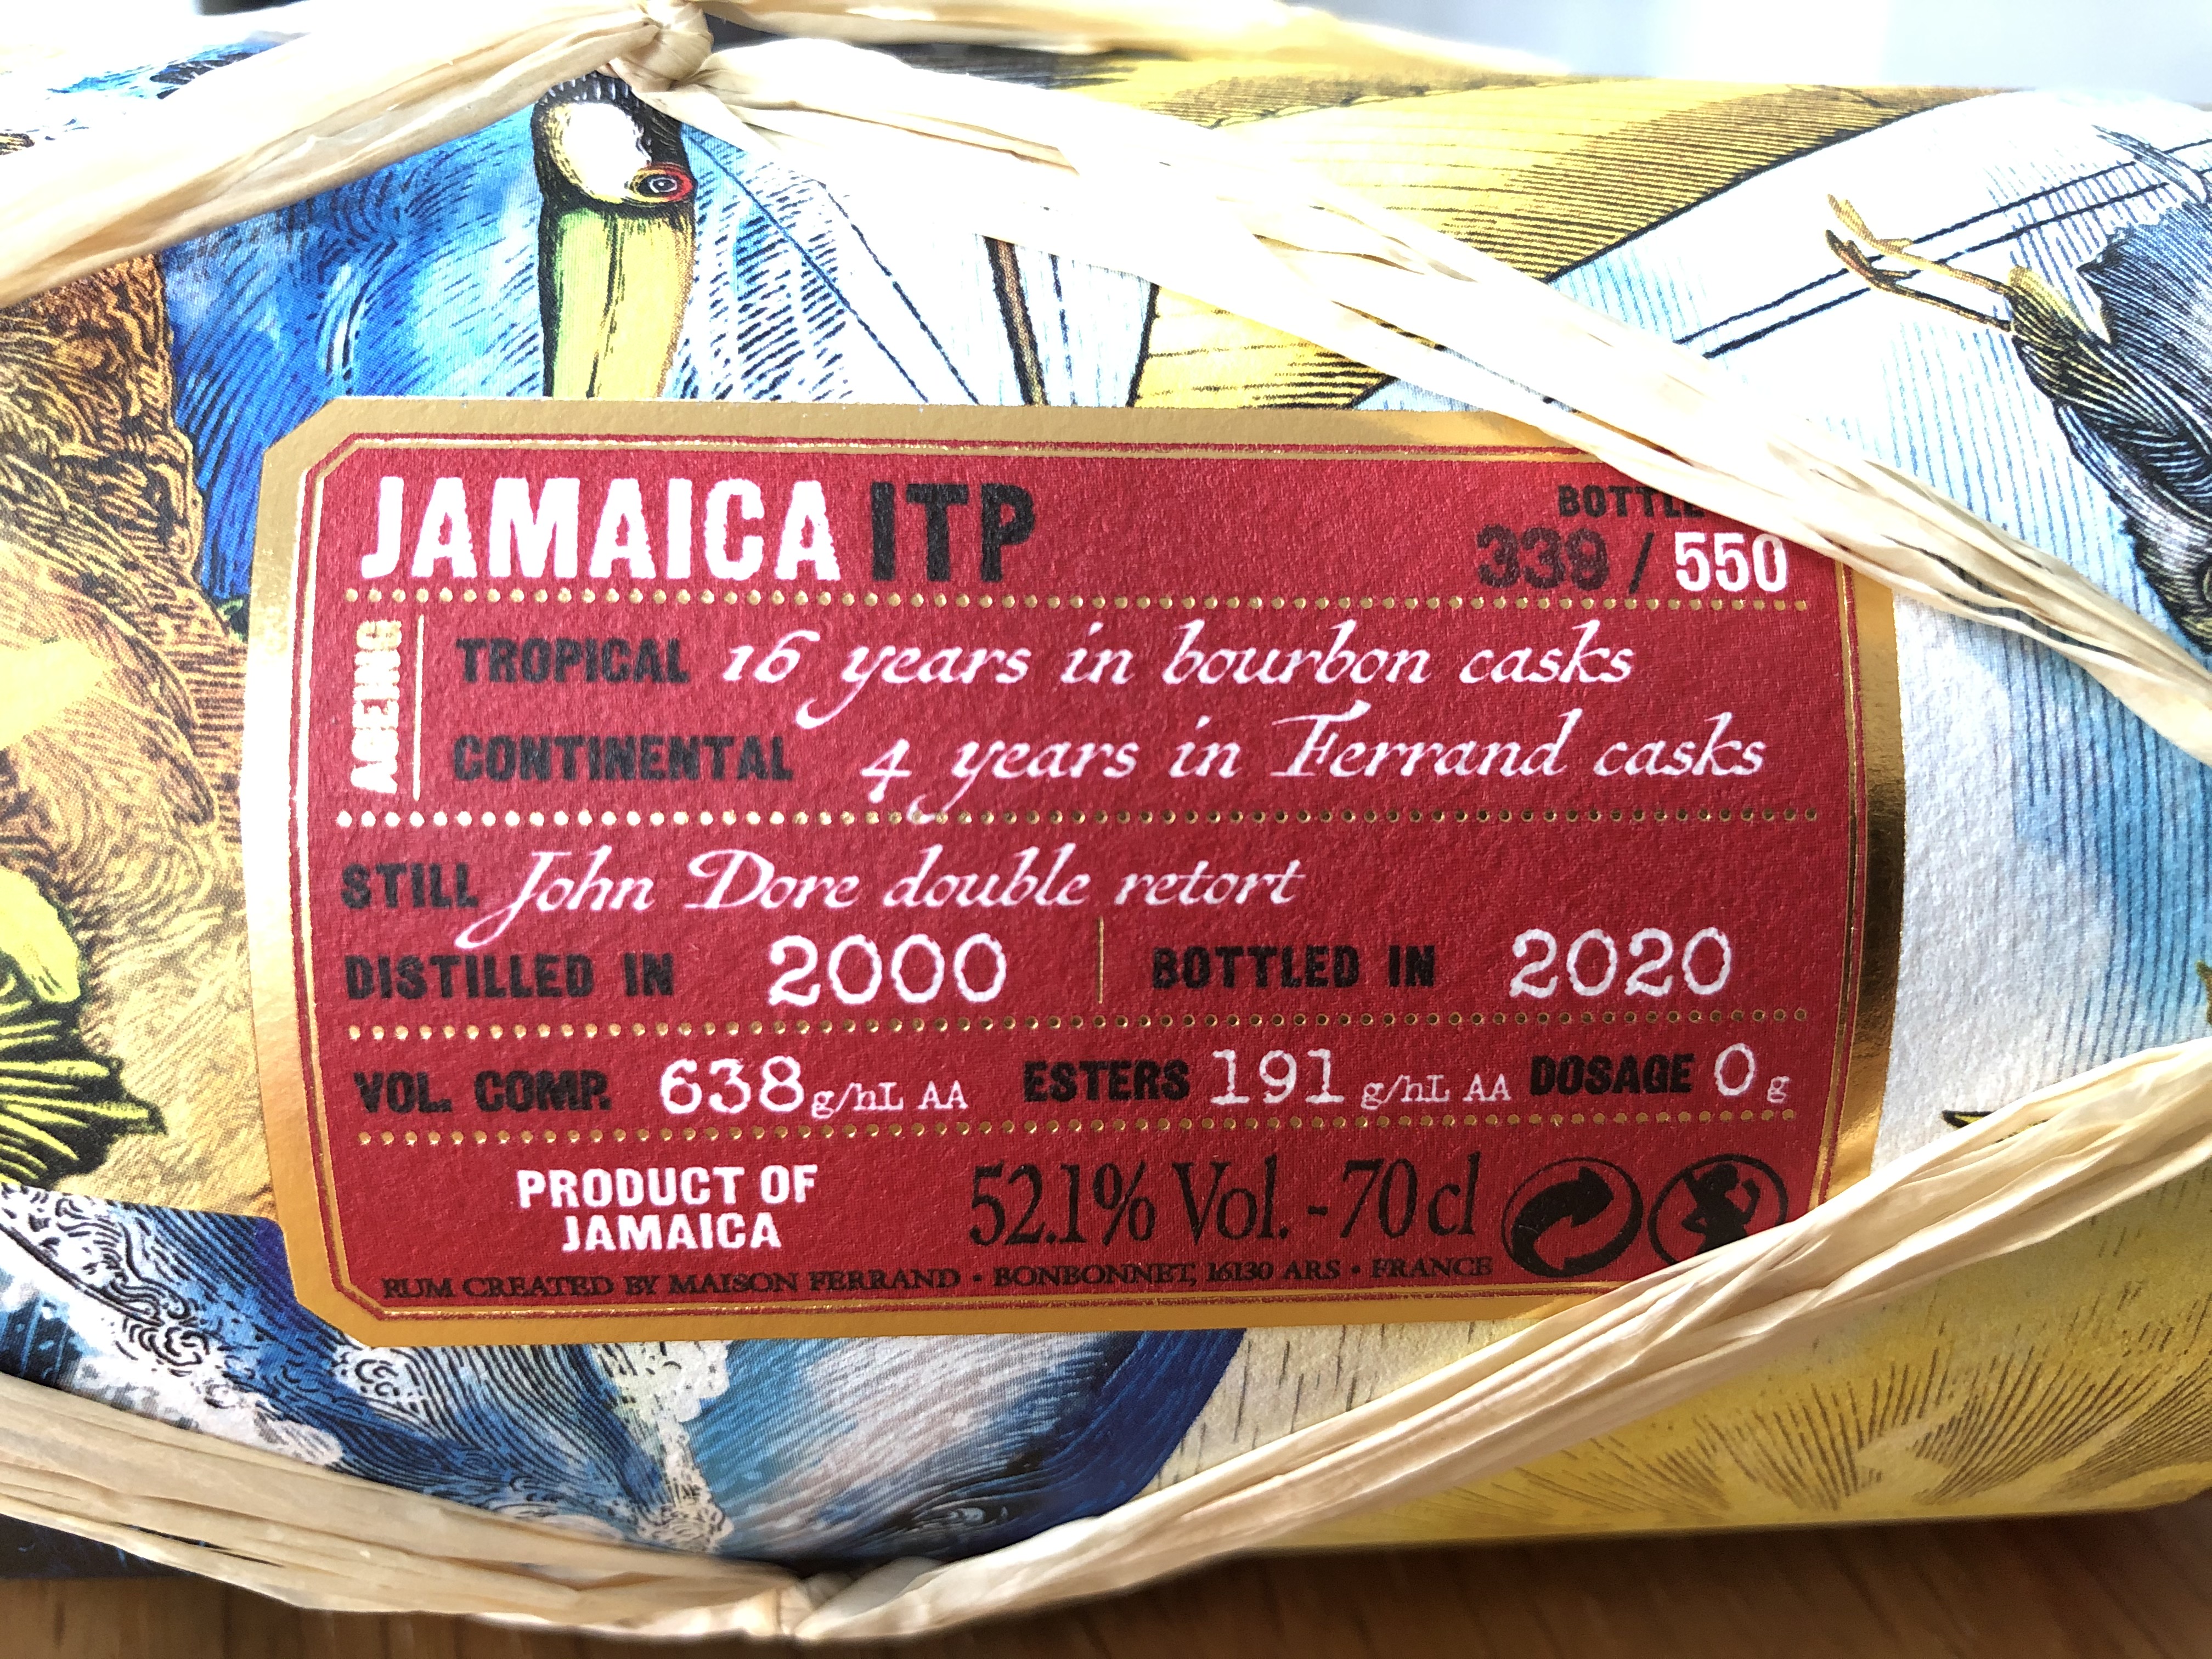 JAMAICA ITP
BOTTLE
339 / 550
AGEING
TROPICAL 16 years in bourbon casks
CONTINENTAL 4 years in Ferrand casks
STILL John Dore double retort
DISTILLED IN 2000 BOTTLED IN 2020
VOL. COMP. 638 g/hL AA ESTERS 191 g/hL AA DOSAGE 0 g
PRODUCT OF
JAMAICA
52.1% Vol. - 70 cl
RUM CREATED BY MAISON FERRAND • BONBONNET, 16130 ARS • FRANCE